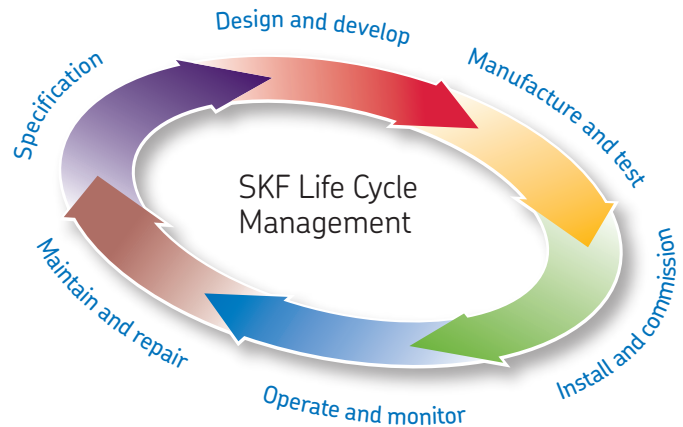 Design and develop
Manufacture and test
Specification
SKF Life Cycle
Management
Install and commission
Maintain and repair
Operate and monitor